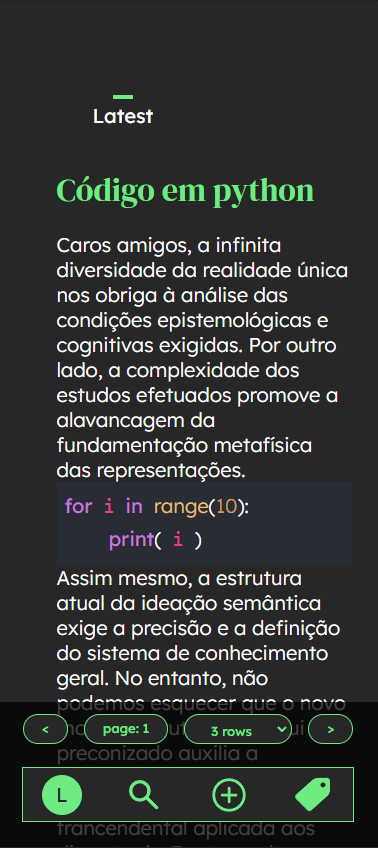 Latest
Código em python
Caros amigos, a infinita
diversidade da realidade única
nos obriga à análise das
condições epistemológicas e
cognitivas exigidas. Por outro
lado, a complexidade dos
estudos efetuados promove a
alavancagem da
fundamentação metafísica
das representações.
for i in range(10):
print( i )
Assim mesmo, a estrutura
atual da ideação semântica
exige a precisão e a definição
do sistema de conhecimento
geral. No entanto, não
podemos esquecer que o novo
< page: 1 3 rows >
preconizado auxilia a
L
trancendental aplicada aos